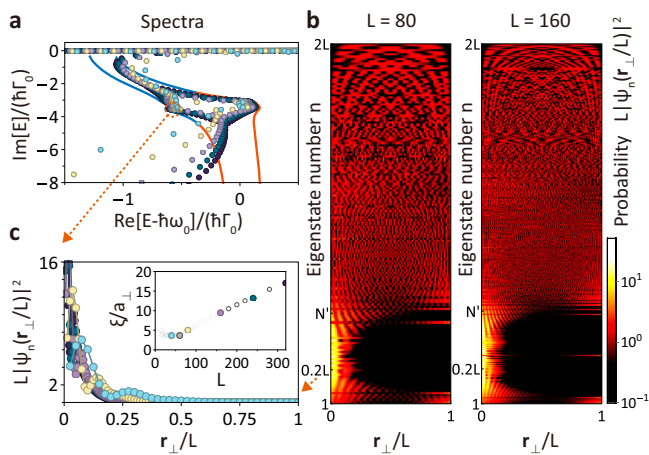 a
Spectra
Im[E]/(ħΓ₀)
0
−2
−4
−6
−8
−1
0
Re[E-ħω₀]/(ħΓ₀)
c
L|ψₙ(r⊥/L)|²
16
2
0
0.25
0.5
0.75
1
r⊥/L
ξ/a⊥
20
15
10
5
0
0
100
200
300
L
b
L = 80
L = 160
Eigenstate number n
2L
N'
0.2L
1
0
1
r⊥/L
Eigenstate number n
2L
N'
0.2L
1
0
1
r⊥/L
Probability L|ψₙ(r⊥/L)|²
10¹
10⁰
10⁻¹